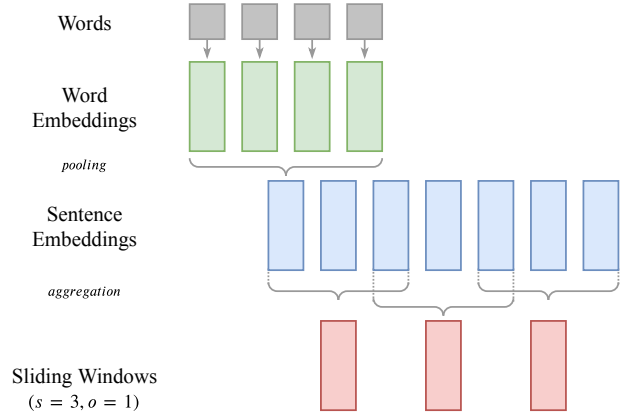 Words
Word
Embeddings
pooling
Sentence
Embeddings
aggregation
Sliding Windows
(s = 3, o = 1)